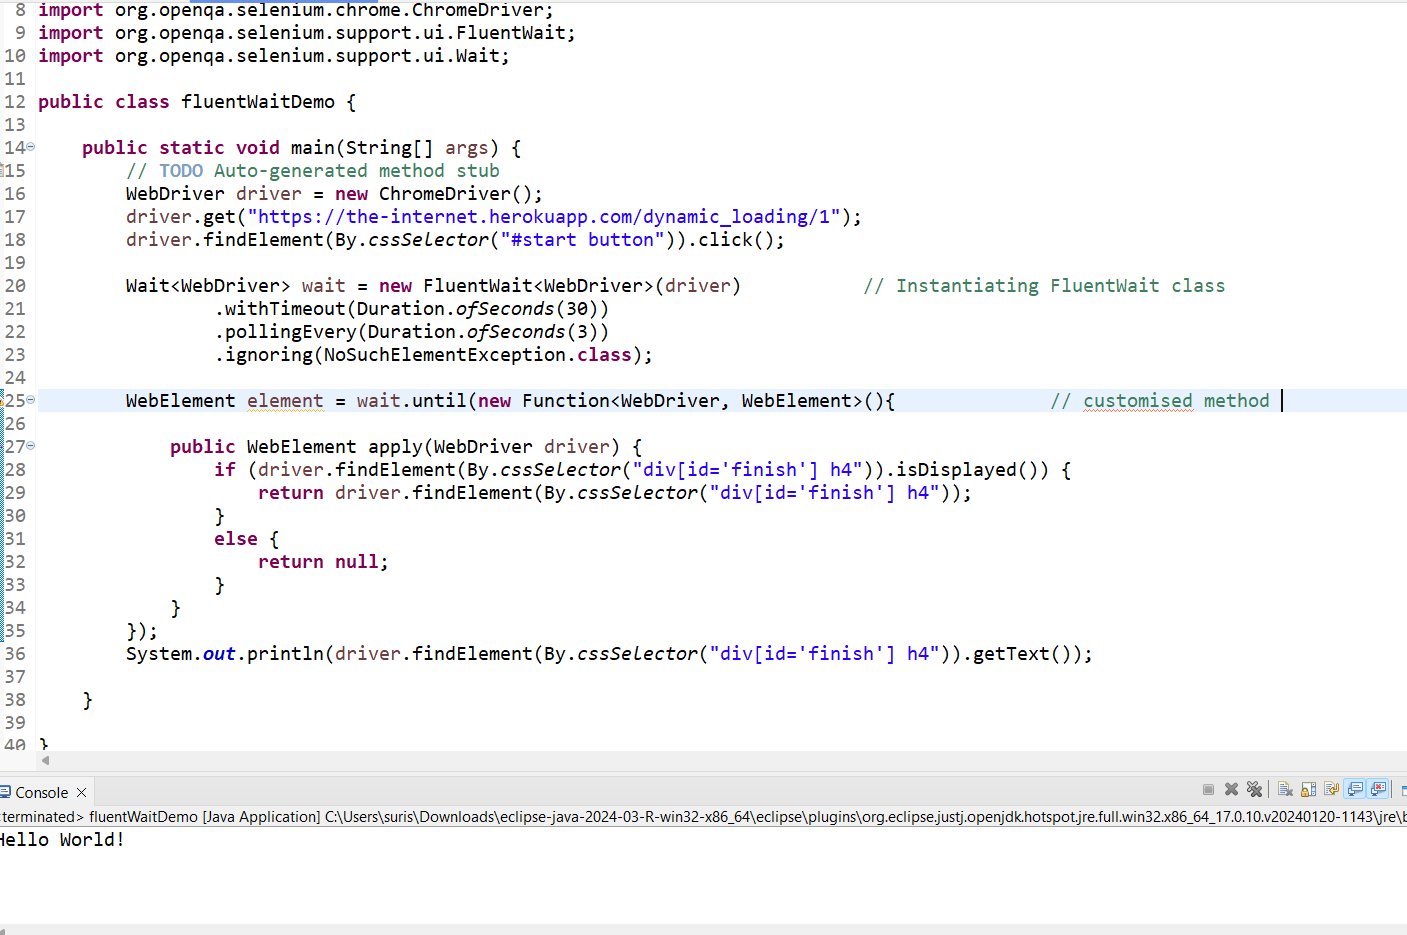 8 import org.openqa.selenium.chrome.ChromeDriver;
9 import org.openqa.selenium.support.ui.FluentWait;
10 import org.openqa.selenium.support.ui.Wait;
11
12 public class fluentWaitDemo {
13
14     public static void main(String[] args) {
15         // TODO Auto-generated method stub
16         WebDriver driver = new ChromeDriver();
17         driver.get("https://the-internet.herokuapp.com/dynamic_loading/1");
18         driver.findElement(By.cssSelector("#start button")).click();
19
20         Wait<WebDriver> wait = new FluentWait<WebDriver>(driver)           // Instantiating FluentWait class
21                 .withTimeout(Duration.ofSeconds(30))
22                 .pollingEvery(Duration.ofSeconds(3))
23                 .ignoring(NoSuchElementException.class);
24
25         WebElement element = wait.until(new Function<WebDriver, WebElement>(){              // customised method
26
27             public WebElement apply(WebDriver driver) {
28                 if (driver.findElement(By.cssSelector("div[id='finish'] h4")).isDisplayed()) {
29                     return driver.findElement(By.cssSelector("div[id='finish'] h4"));
30                 }
31                 else {
32                     return null;
33                 }
34             }
35         });
36         System.out.println(driver.findElement(By.cssSelector("div[id='finish'] h4")).getText());
37
38     }
39
40 }
Console
<terminated> fluentWaitDemo [Java Application] C:\Users\suris\Downloads\eclipse-java-2024-03-R-win32-x86_64\eclipse\plugins\org.eclipse.justj.openjdk.hotspot.jre.full.win32.x86_64_17.0.10.v20240120-1143\jre\b
Hello World!